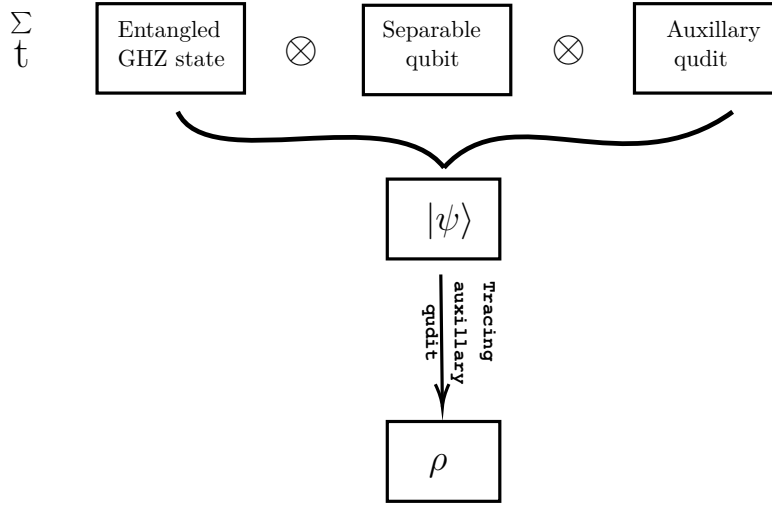 Σ
t
Entangled
GHZ state
⊗
Separable
qubit
⊗
Auxillary
qudit
|ψ⟩
Tracing
auxillary
qudit
ρ